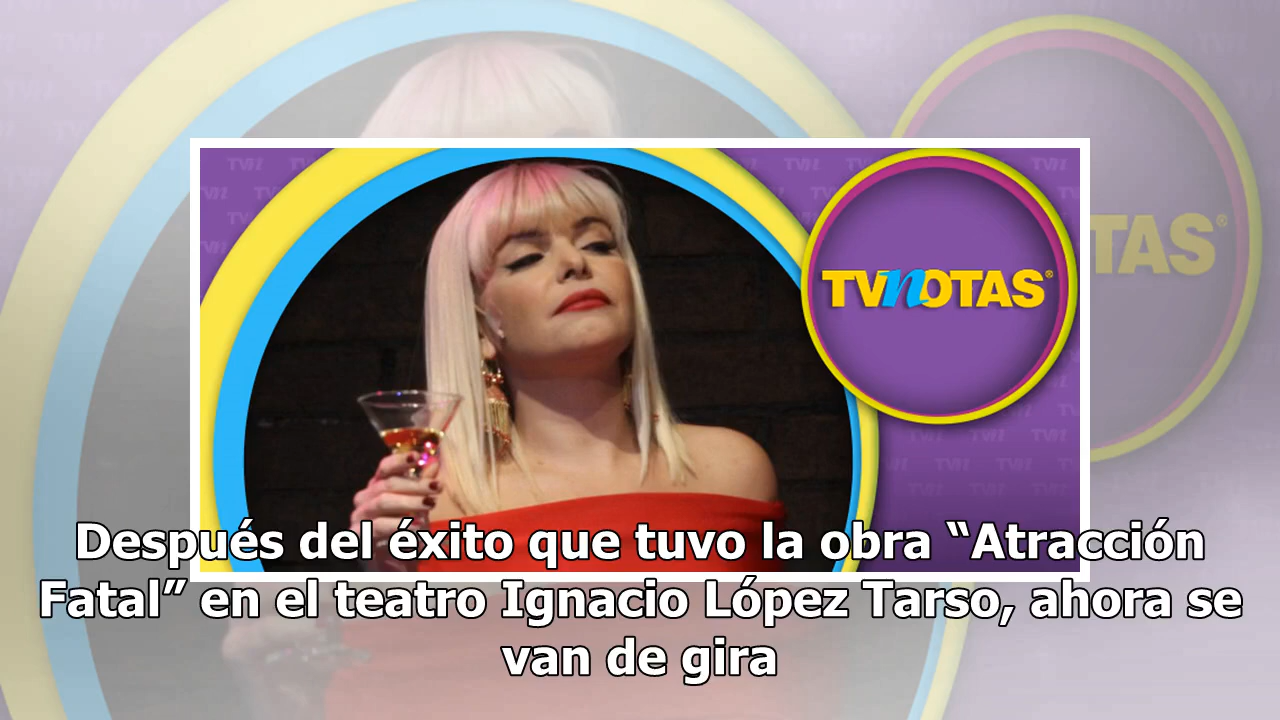 TVnOTAS®
TAS®
Después del éxito que tuvo la obra “Atracción
Fatal” en el teatro Ignacio López Tarso, ahora se
van de gira